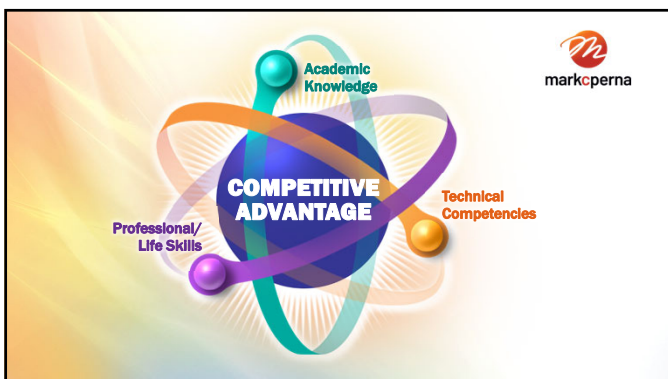 Academic
Knowledge
markcperna
COMPETITIVE
ADVANTAGE
Technical
Competencies
Professional/
Life Skills